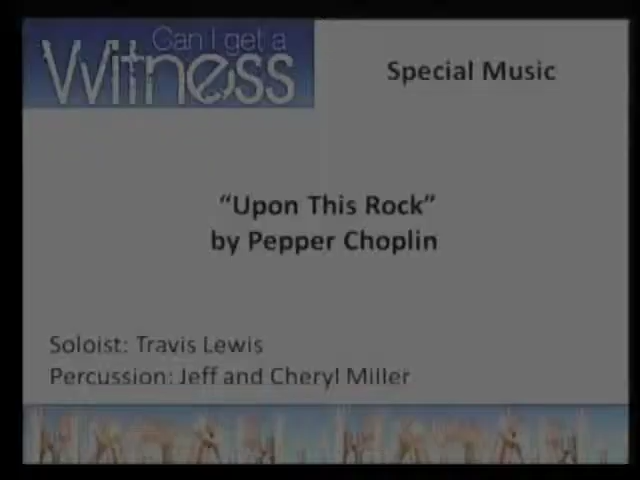 Can I get a
Witness
Special Music
“Upon This Rock”
by Pepper Choplin
Soloist: Travis Lewis
Percussion: Jeff and Cheryl Miller